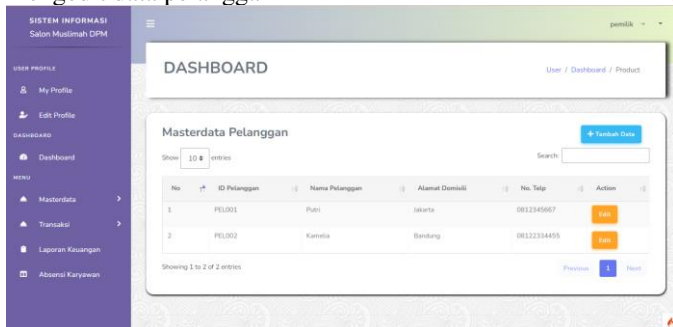 SISTEM INFORMASI
Salon Muslimah DPM
pemilik
USER PROFILE
My Profile
Edit Profile
DASHBOARD
Dashboard
MENU
Masterdata
Transaksi
Laporan Keuangan
Absensi Karyawan
DASHBOARD
User / Dashboard / Product
Masterdata Pelanggan
+ Tambah Data
Show 10 entries
Search:
No ID Pelanggan Nama Pelanggan Alamat Domisili No. Telp Action
1 PEL001 Putri Jakarta 0812345667 Edit
2 PEL002 Kamelia Bandung 08122334455 Edit
Showing 1 to 2 of 2 entries
Previous 1 Next